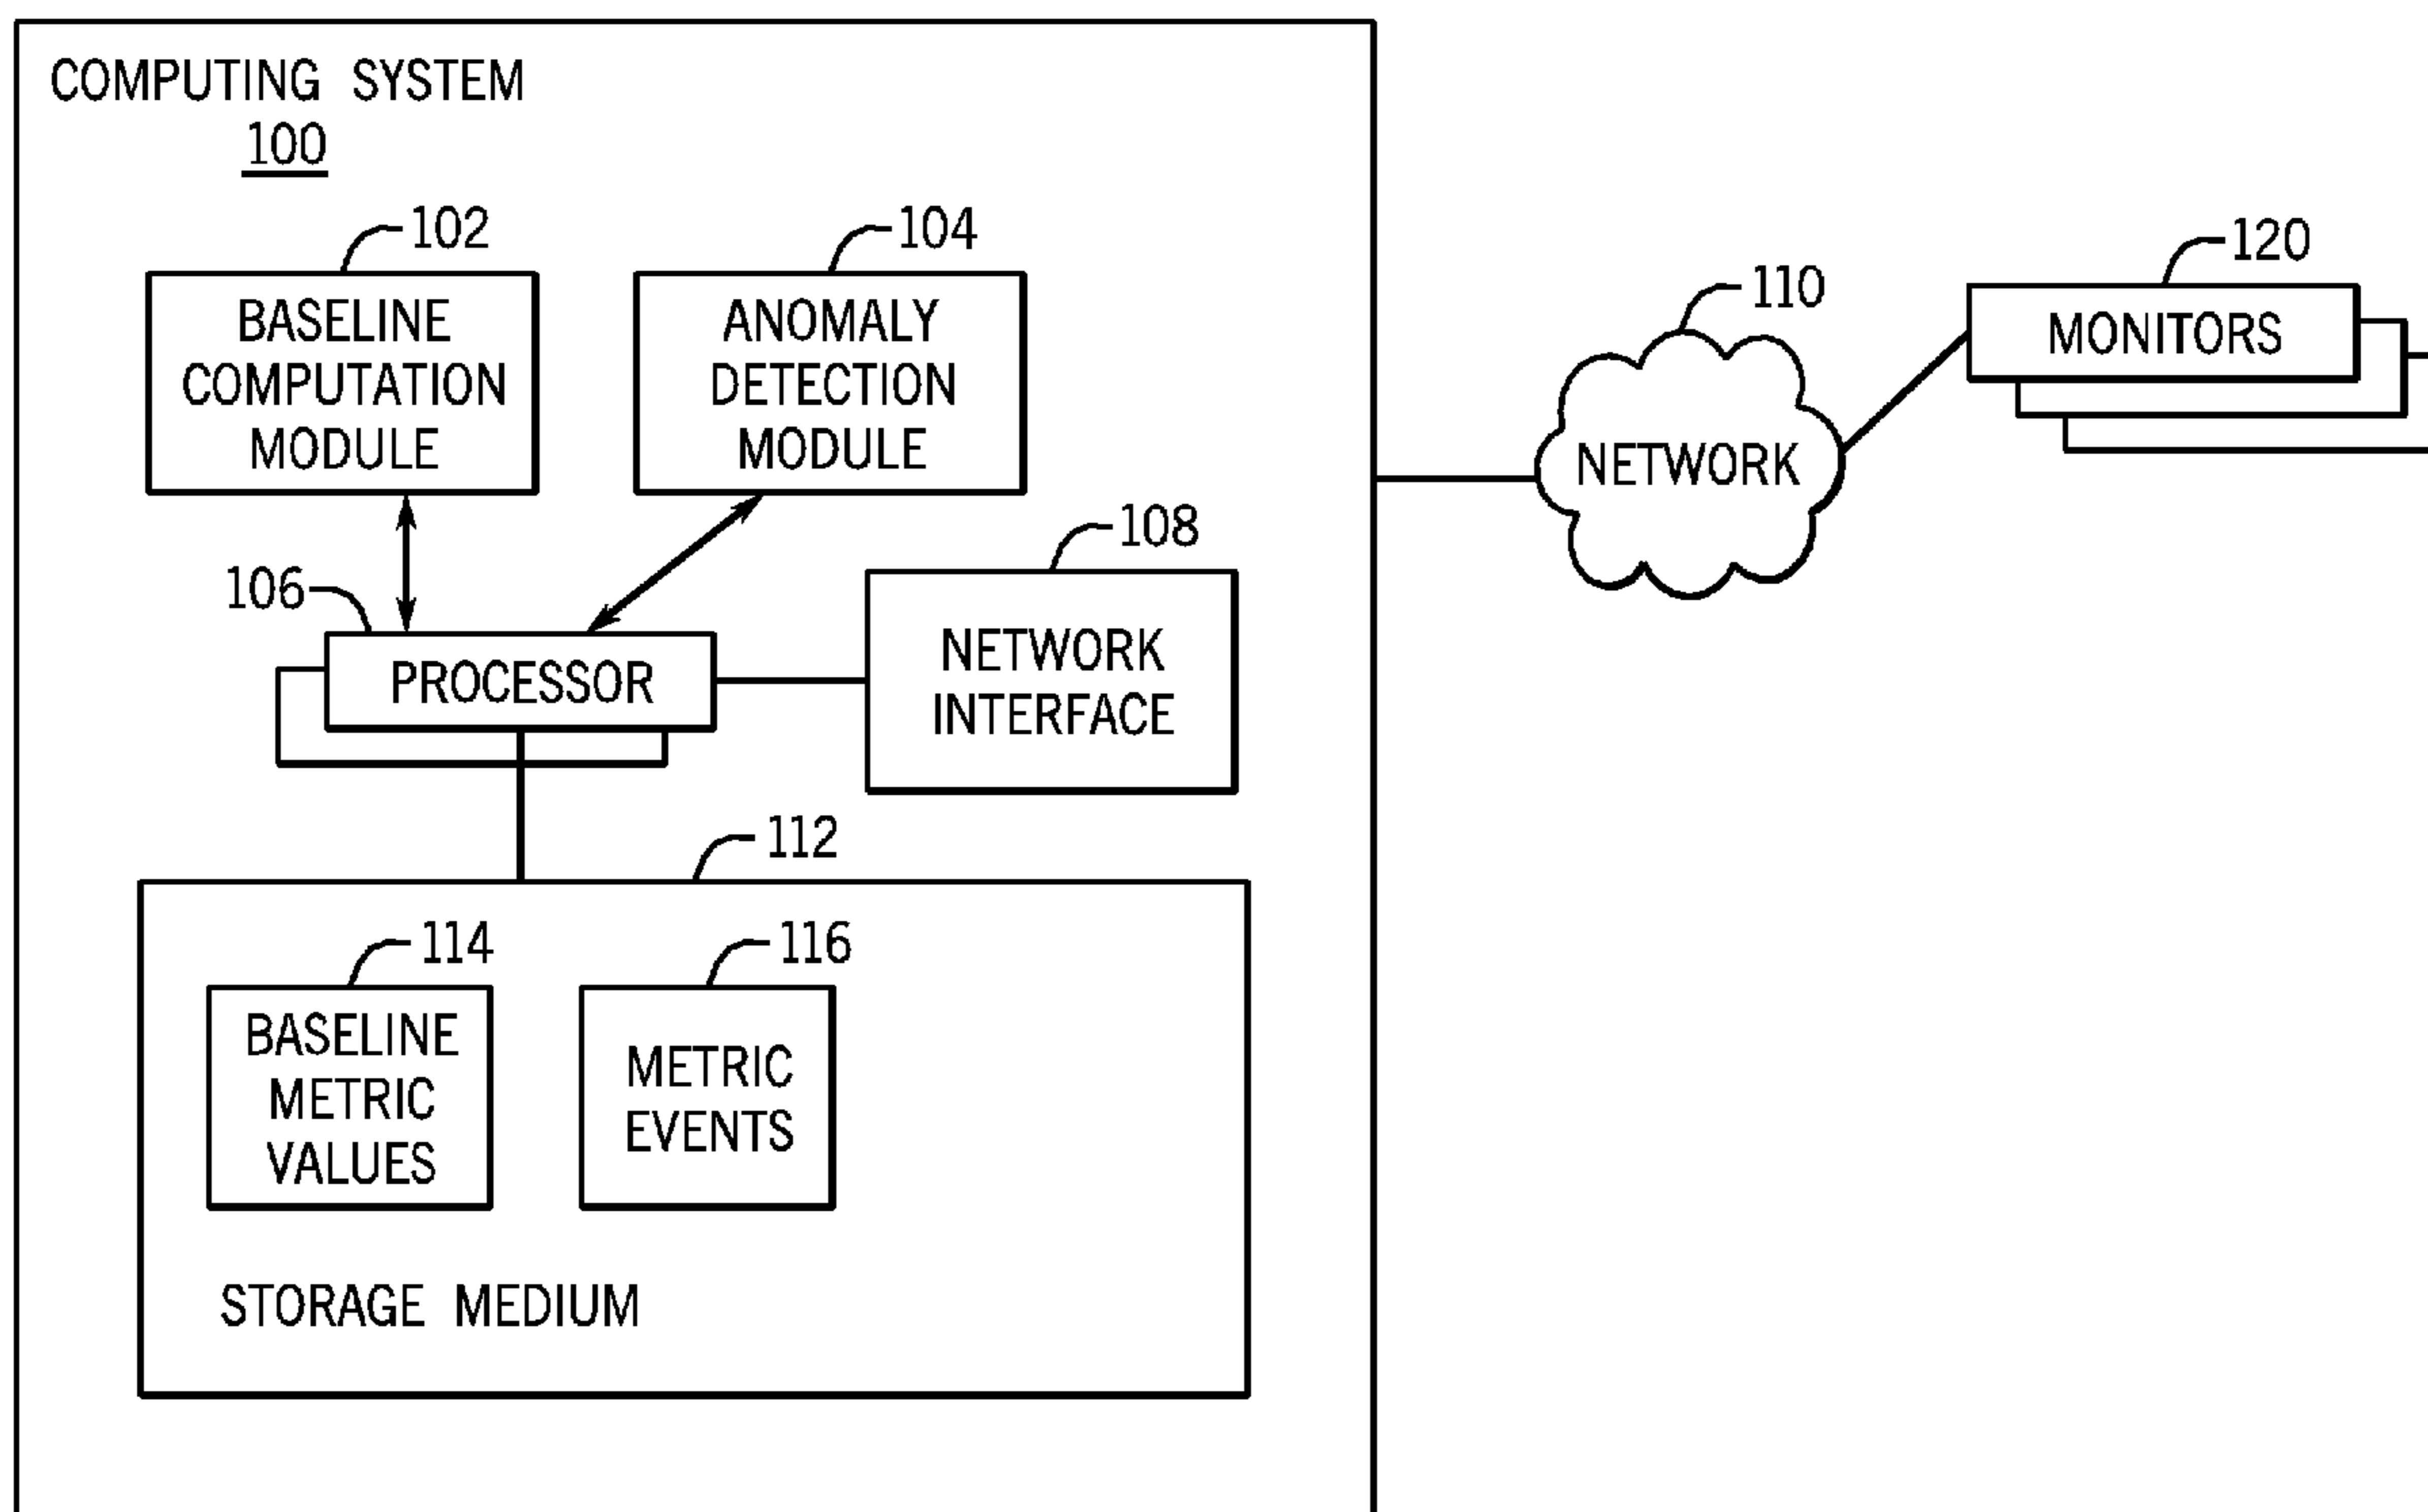 COMPUTING SYSTEM
100
102
104
BASELINE
COMPUTATION
MODULE
ANOMALY
DETECTION
MODULE
106
108
PROCESSOR
NETWORK
INTERFACE
112
114
116
BASELINE
METRIC
VALUES
METRIC
EVENTS
STORAGE MEDIUM
110
NETWORK
120
MONITORS